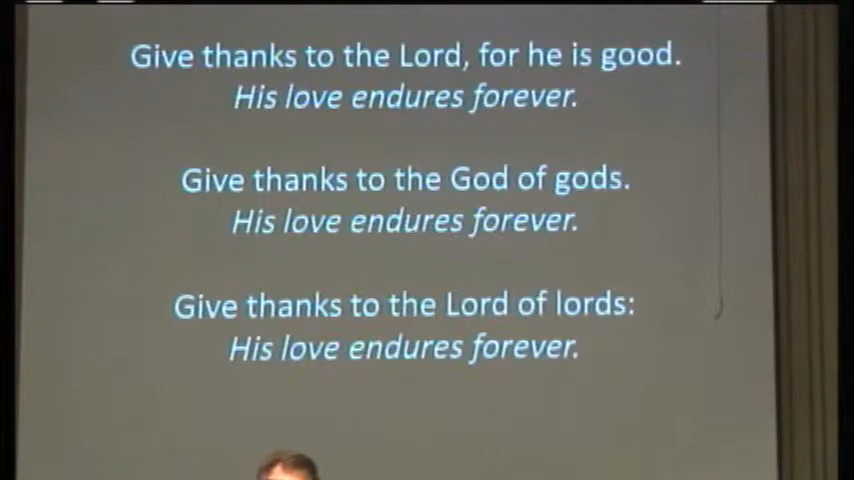 Give thanks to the Lord, for he is good.
His love endures forever.
Give thanks to the God of gods.
His love endures forever.
Give thanks to the Lord of lords:
His love endures forever.